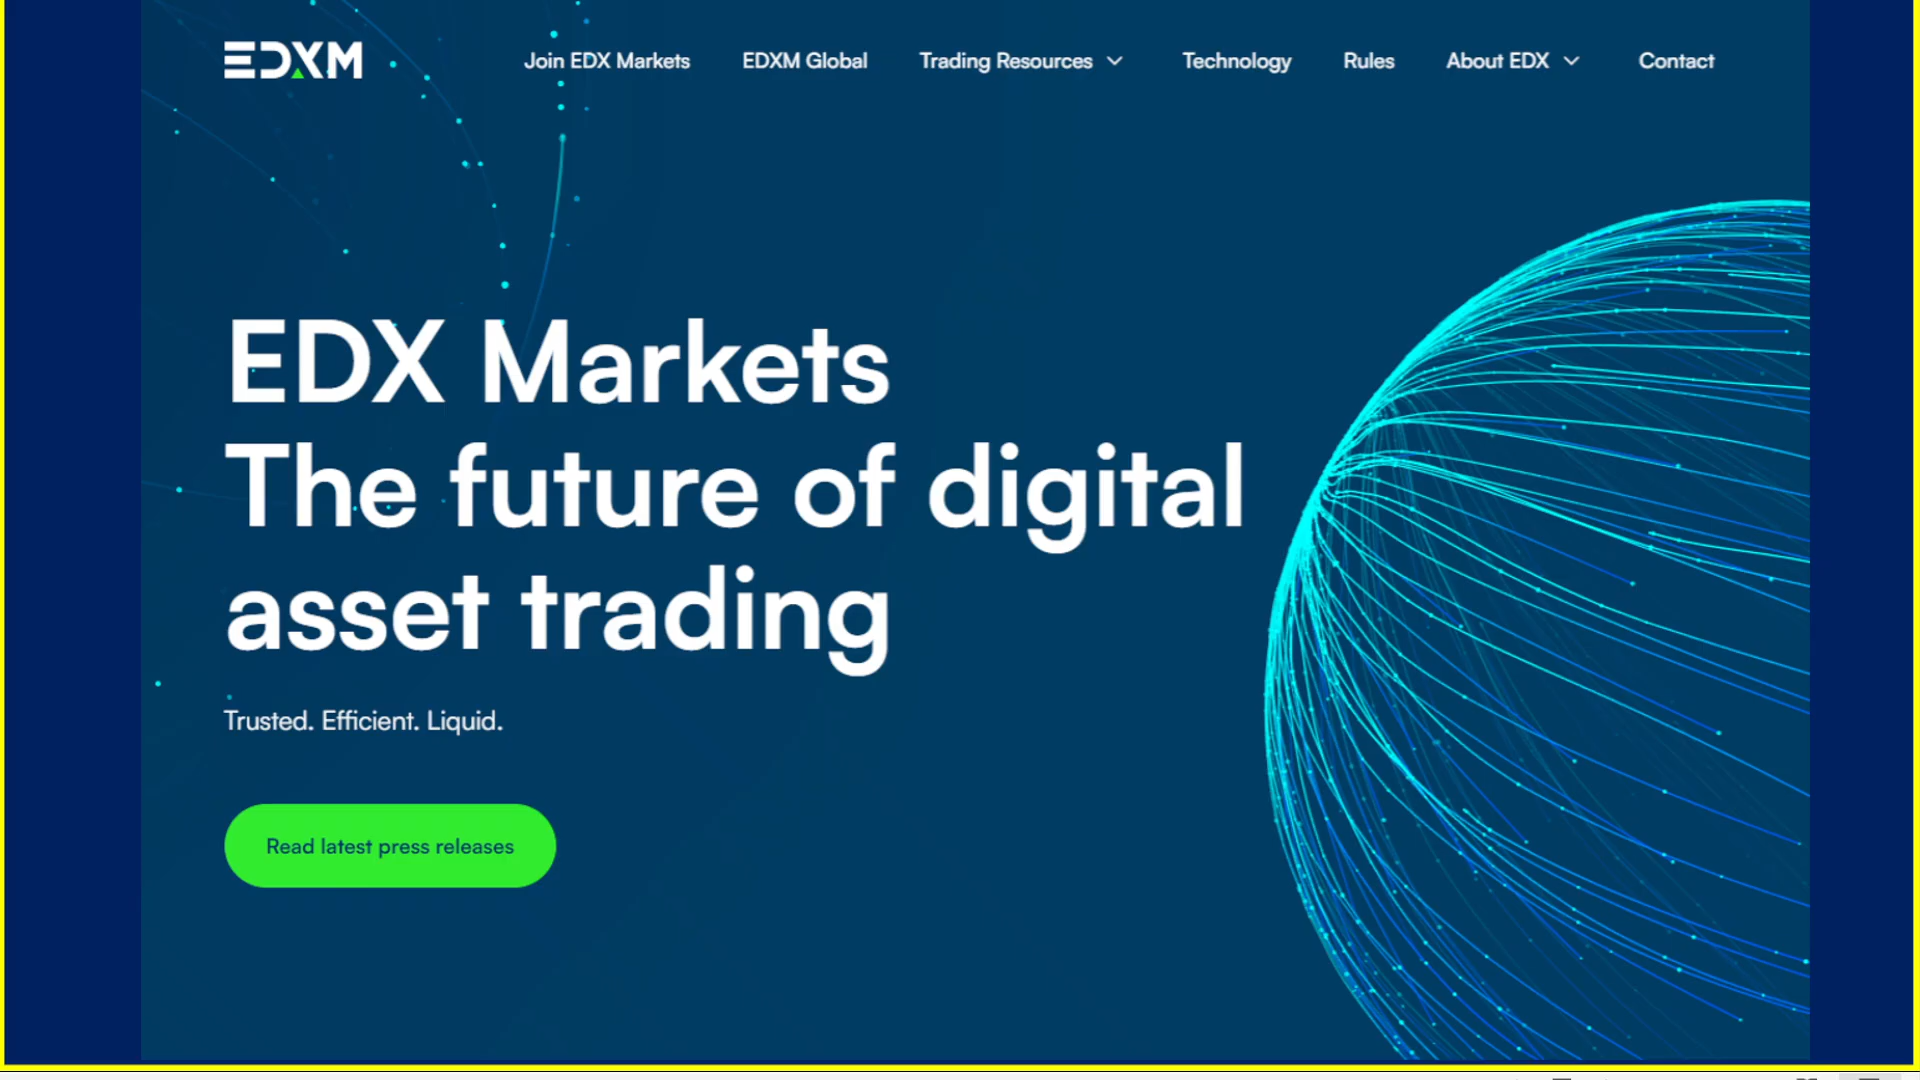 EDXM
Join EDX Markets
EDXM Global
Trading Resources
Technology
Rules
About EDX
Contact
EDX Markets
The future of digital
asset trading
Trusted. Efficient. Liquid.
Read latest press releases